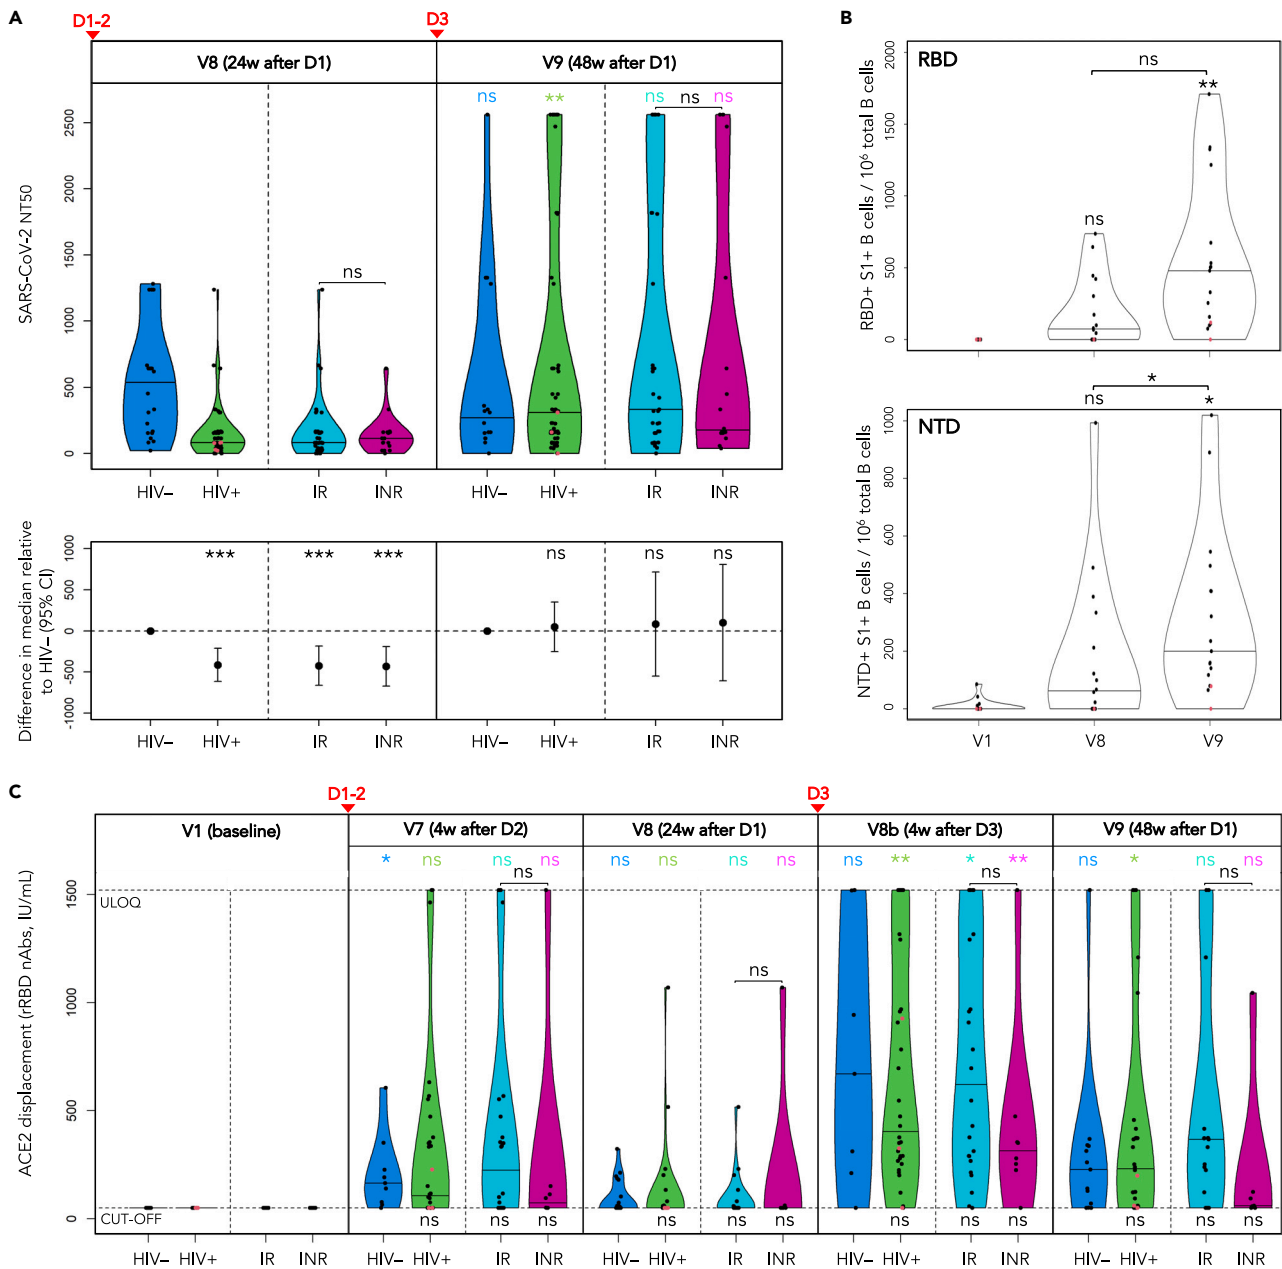 A
D1-2
D3
V8 (24w after D1)
V9 (48w after D1)
ns
**
ns
ns
ns
SARS-CoV-2 NT50
2500
2000
1500
1000
500
0
ns
HIV–
HIV+
IR
INR
HIV–
HIV+
IR
INR
Difference in median relative
to HIV– (95% CI)
1000
500
0
-500
-1000
***
***
***
ns
ns
ns
HIV–
HIV+
IR
INR
HIV–
HIV+
IR
INR
B
RBD
RBD+ S1+ B cells / 10⁶ total B cells
2000
1500
1000
500
0
ns
**
ns
NTD
NTD+ S1+ B cells / 10⁶ total B cells
1000
800
600
400
200
0
*
ns
*
V1
V8
V9
C
D1-2
D3
V1 (baseline)
V7 (4w after D2)
V8 (24w after D1)
V8b (4w after D3)
V9 (48w after D1)
*
ns
ns
ns
ns
ns
ns
ns
ns
**
*
**
ns
*
ns
ns
ns
ns
ns
ns
ACE2 displacement (rRBD nAbs, IU/mL)
1500
1000
500
0
ULOQ
CUT-OFF
ns
ns
ns
ns
ns
ns
ns
ns
ns
ns
ns
ns
HIV–
HIV+
IR
INR
HIV–
HIV+
IR
INR
HIV–
HIV+
IR
INR
HIV–
HIV+
IR
INR
HIV–
HIV+
IR
INR